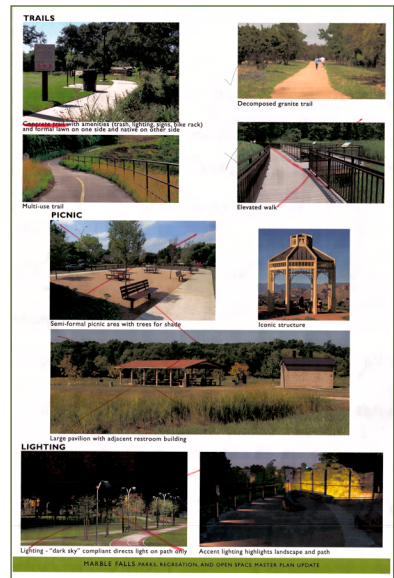 TRAILS
Concrete trail with amenities (trash, lighting, signs, bike rack)
and formal lawn on one side and native on other side
Decomposed granite trail
Multi-use trail
Elevated walk
PICNIC
Semi-formal picnic area with trees for shade
Iconic structure
Large pavilion with adjacent restroom building
LIGHTING
Lighting - "dark sky" compliant directs light on path only
Accent lighting highlights landscape and path
MARBLE FALLS PARKS, RECREATION, AND OPEN SPACE MASTER PLAN UPDATE